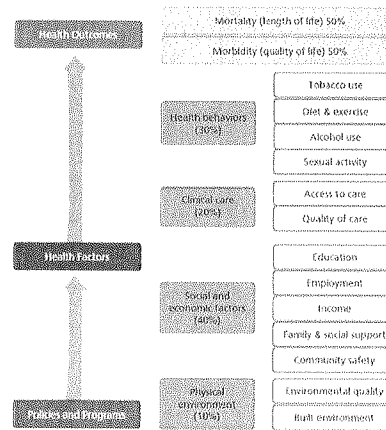 Health Outcomes
Mortality (length of life) 50%
Morbidity (quality of life) 50%
Health behaviors
(30%)
Tobacco use
Diet & exercise
Alcohol use
Sexual activity
Clinical care
(20%)
Access to care
Quality of care
Health Factors
Social and
economic factors
(40%)
Education
Employment
Income
Family & social support
Community safety
Physical
environment
(10%)
Environmental quality
Built environment
Policies and Programs